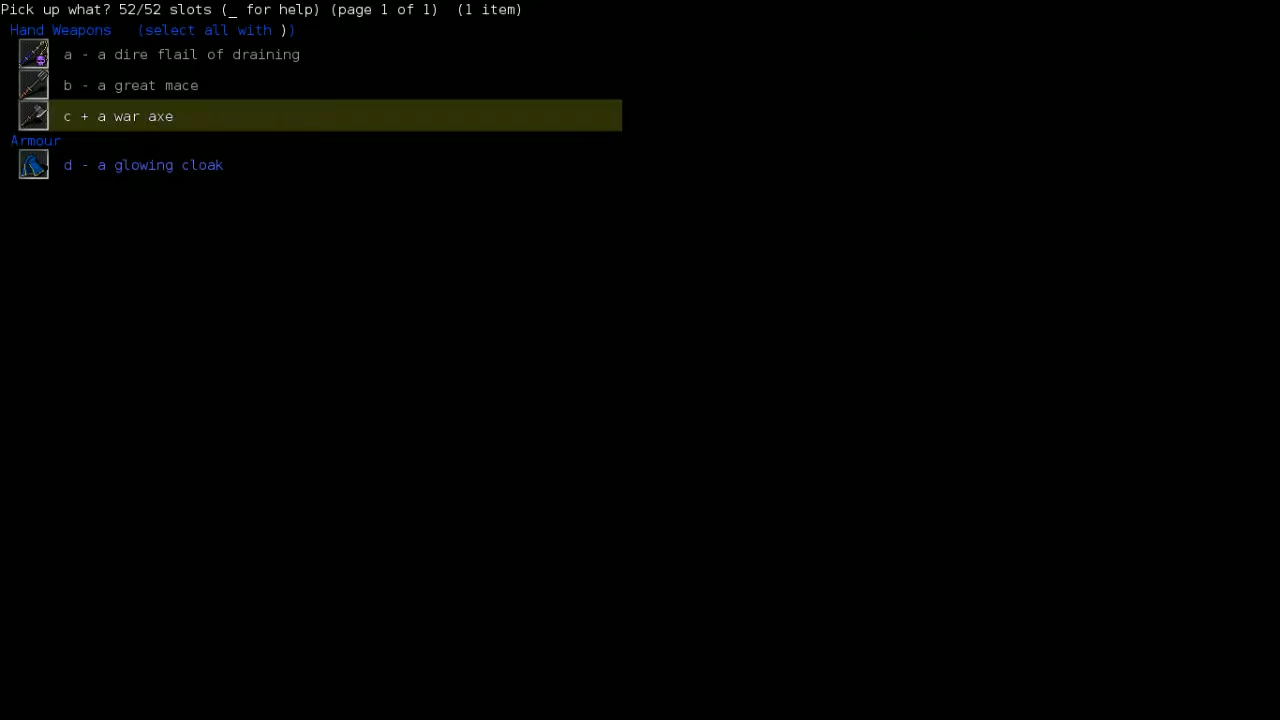 Pick up what? 52/52 slots (_ for help) (page 1 of 1)  (1 item)
Hand Weapons   (select all with ))
a - a dire flail of draining
b - a great mace
c + a war axe
Armour
d - a glowing cloak